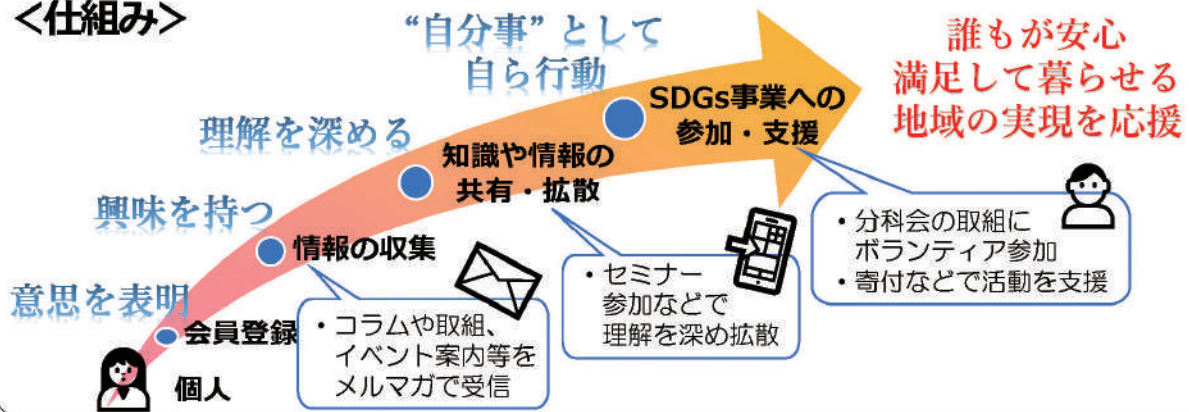 ＜仕組み＞
意思を表明
会員登録
個人
興味を持つ
情報の収集
・コラムや取組、
イベント案内等を
メルマガで受信
理解を深める
知識や情報の
共有・拡散
・セミナー
参加などで
理解を深め拡散
“自分事”として
自ら行動
SDGs事業への
参加・支援
・分科会の取組に
ボランティア参加
・寄付などで活動を支援
誰もが安心
満足して暮らせる
地域の実現を応援